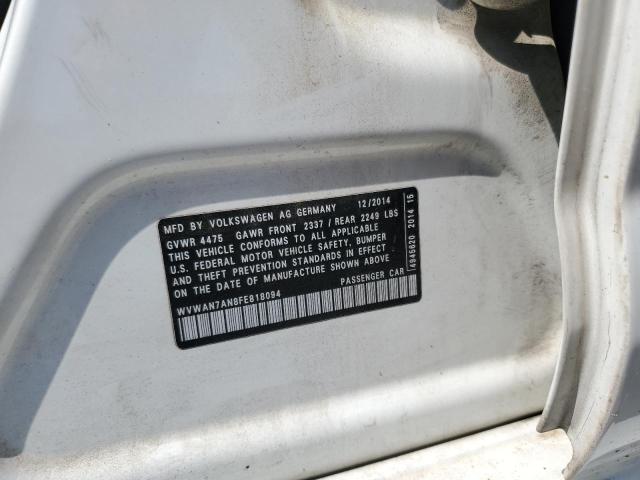 MFD BY VOLKSWAGEN AG GERMANY 12/2014
GVWR 4475 GAWR FRONT 2337 / REAR 2249 LBS
THIS VEHICLE CONFORMS TO ALL APPLICABLE
U.S. FEDERAL MOTOR VEHICLE SAFETY, BUMPER
AND THEFT PREVENTION STANDARDS IN EFFECT
ON THE DATE OF MANUFACTURE SHOWN ABOVE
WVWAN7AN8FE818094 PASSENGER CAR
4945620 2014 15